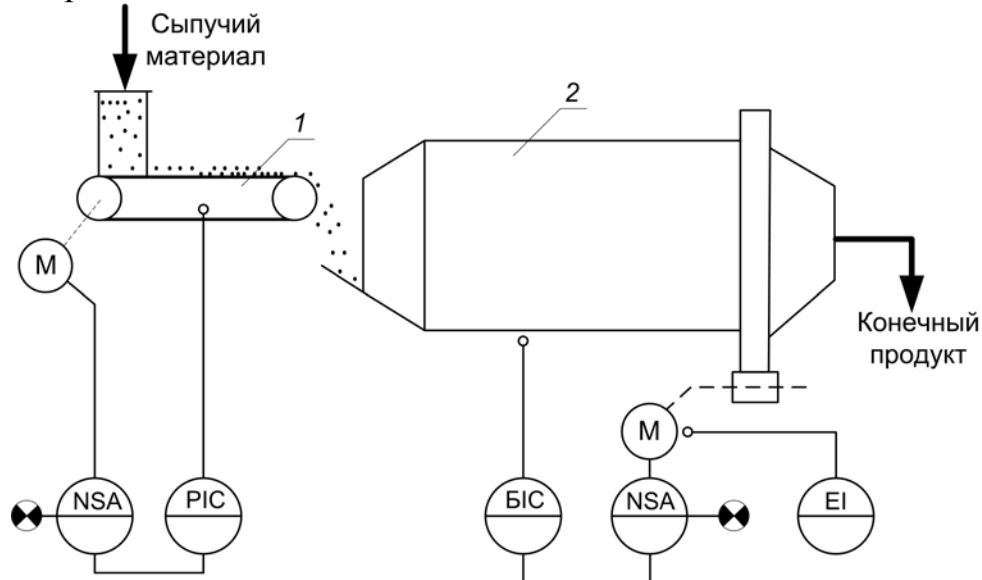 Сыпучий
материал
1
2
M
Конечный
продукт
M
NSA
PIC
БIC
NSA
EI